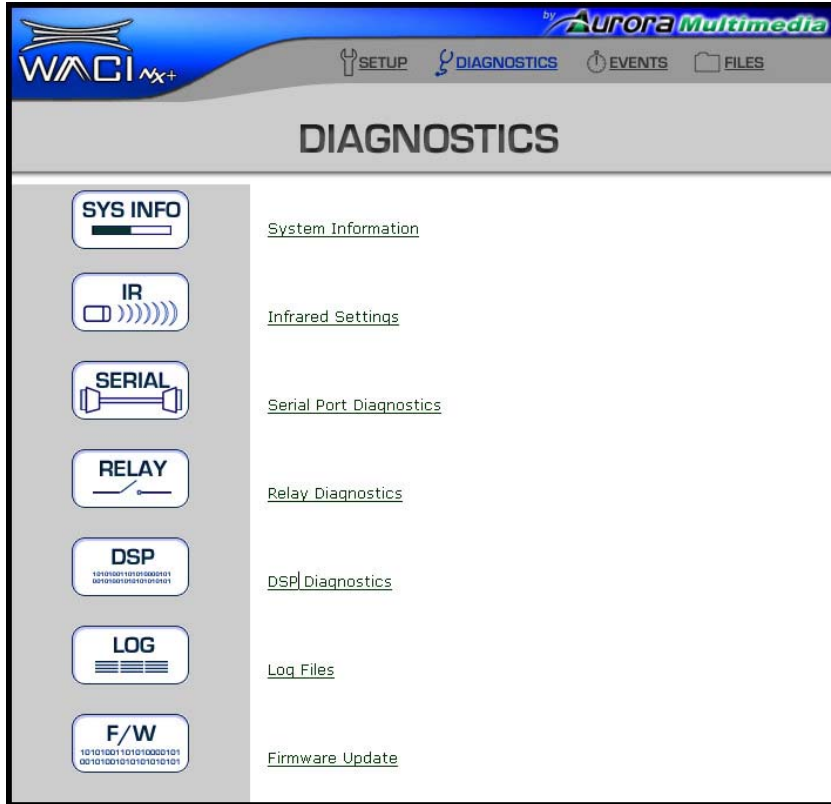 by Aurora Multimedia
WACI NX+
SETUP DIAGNOSTICS EVENTS FILES
DIAGNOSTICS
SYS INFO
System Information
IR
Infrared Settings
SERIAL
Serial Port Diagnostics
RELAY
Relay Diagnostics
DSP
DSP Diagnostics
LOG
Log Files
F/W
Firmware Update